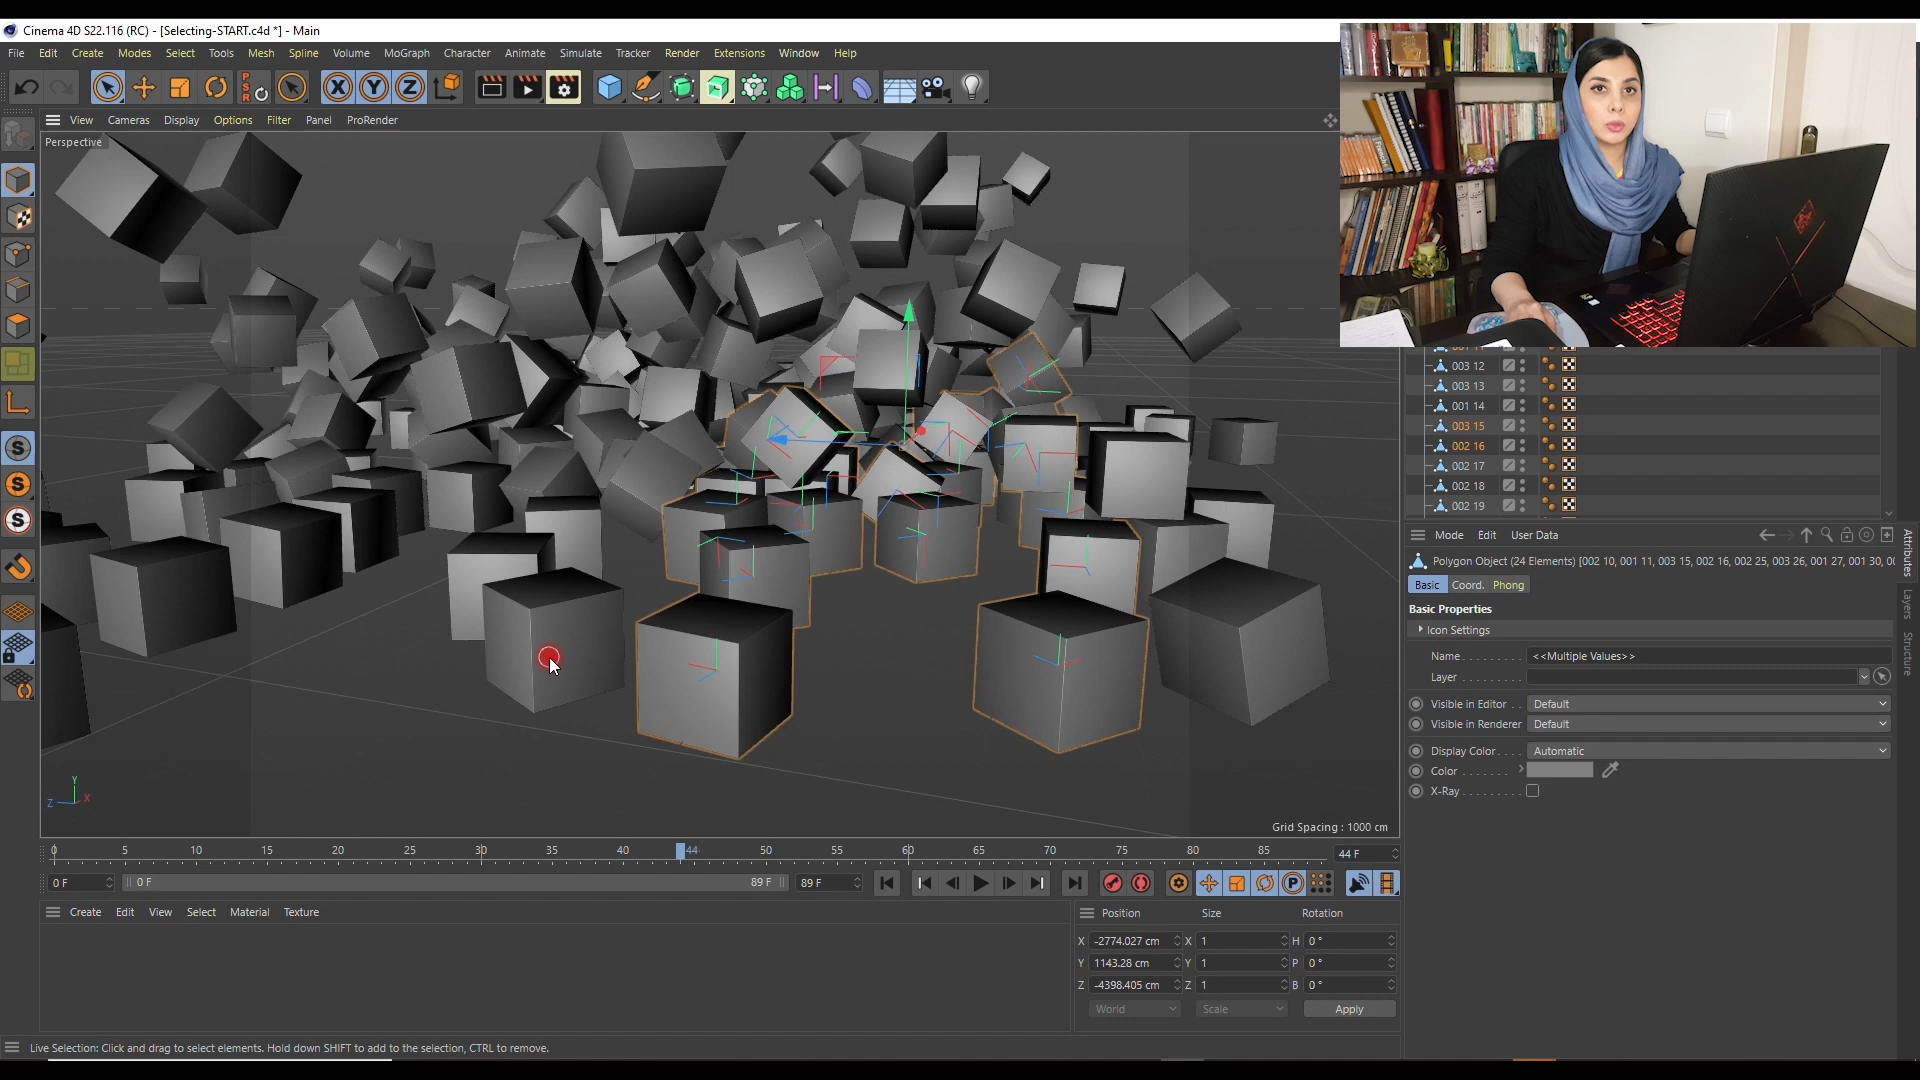 Cinema 4D S22.116 (RC) - [Selecting-START.c4d *] - Main
File Edit Create Modes Select Tools Mesh Spline Volume MoGraph Character Animate Simulate Tracker Render Extensions Window Help
PSR X Y Z
View Cameras Display Options Filter Panel ProRender
Perspective
003 12
003 13
001 14
003 15
002 16
002 17
002 18
002 19
S
S
S
Mode Edit User Data
Polygon Object (24 Elements) [002 10, 001 11, 003 15, 002 16, 002 25, 003 26, 001 27, 001 30, 00
Basic Coord. Phong
Basic Properties
Icon Settings
Name . . . . . . . . . <<Multiple Values>>
Layer . . . . . . . . .
Visible in Editor . . Default
Visible in Renderer Default
Display Color . . . . Automatic
Color . . . . . . .
X-Ray . . . . . . . . .
Attributes
Layers
Structure
Y
Z X
Grid Spacing : 1000 cm
0 5 10 15 20 25 30 35 40 44 50 55 60 65 70 75 80 85 44 F
0 F 0 F 89 F 89 F P
Create Edit View Select Material Texture
Position Size Rotation
X -2774.027 cm X 1 H 0 °
Y 1143.28 cm Y 1 P 0 °
Z -4398.405 cm Z 1 B 0 °
World Scale Apply
Live Selection: Click and drag to select elements. Hold down SHIFT to add to the selection, CTRL to remove.